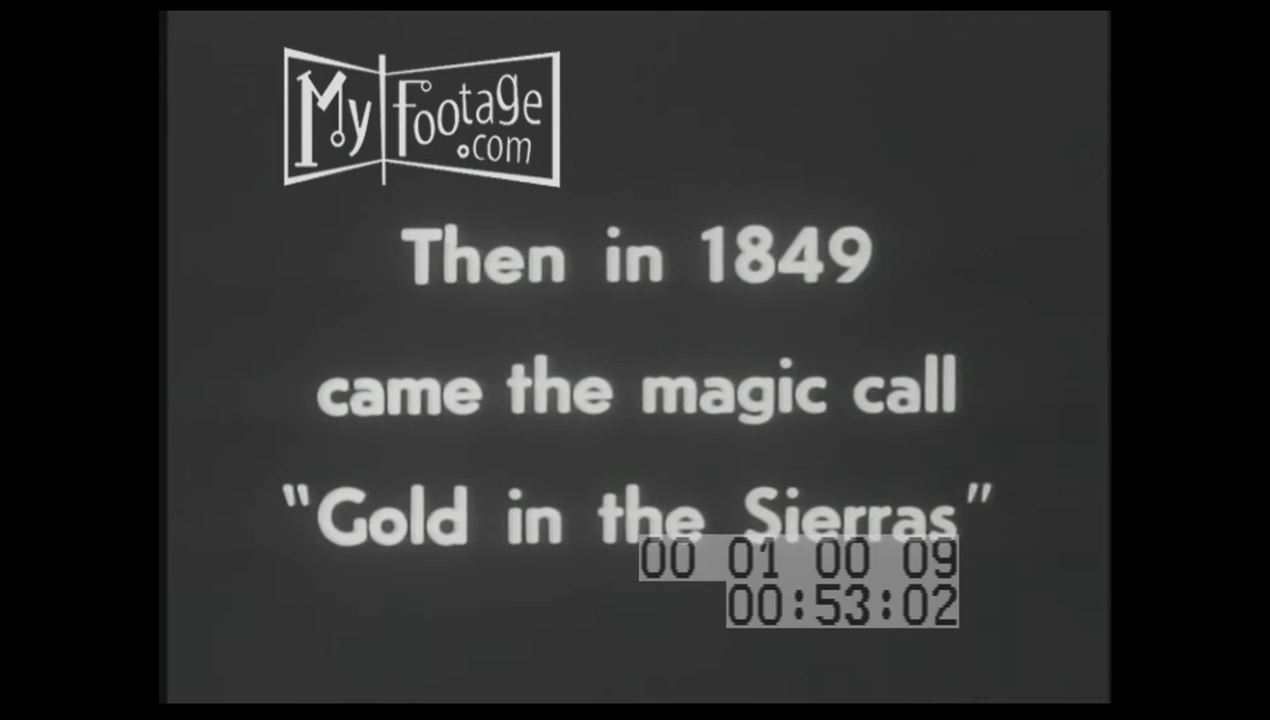 My Footage
.com
Then in 1849
came the magic call
"Gold in the Sierras"
00 01 00 09
00:53:02